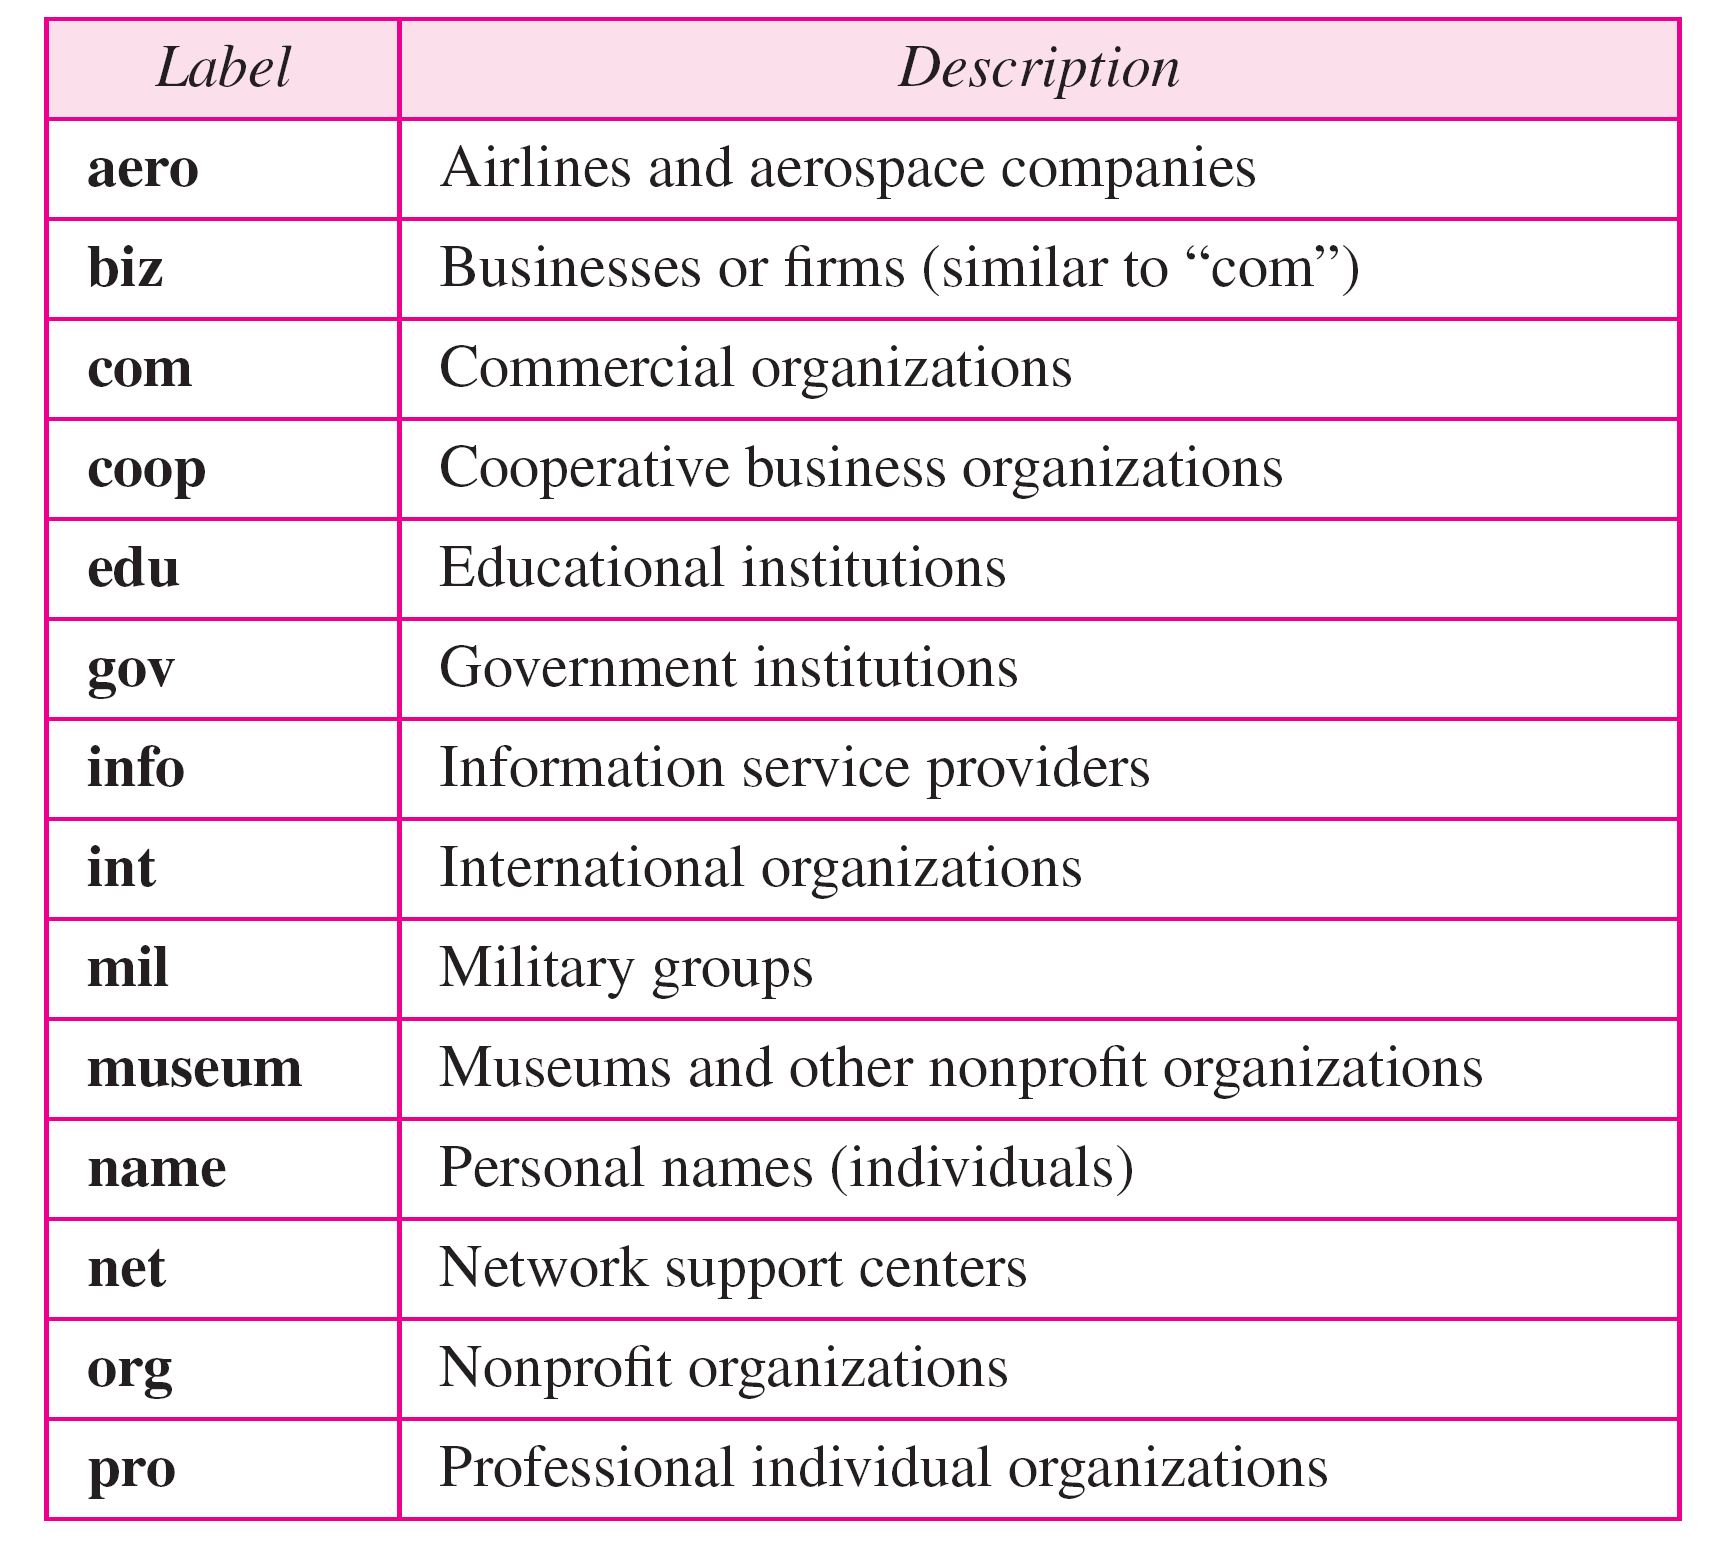 Label Description
aero Airlines and aerospace companies
biz Businesses or firms (similar to “com”)
com Commercial organizations
coop Cooperative business organizations
edu Educational institutions
gov Government institutions
info Information service providers
int International organizations
mil Military groups
museum Museums and other nonprofit organizations
name Personal names (individuals)
net Network support centers
org Nonprofit organizations
pro Professional individual organizations